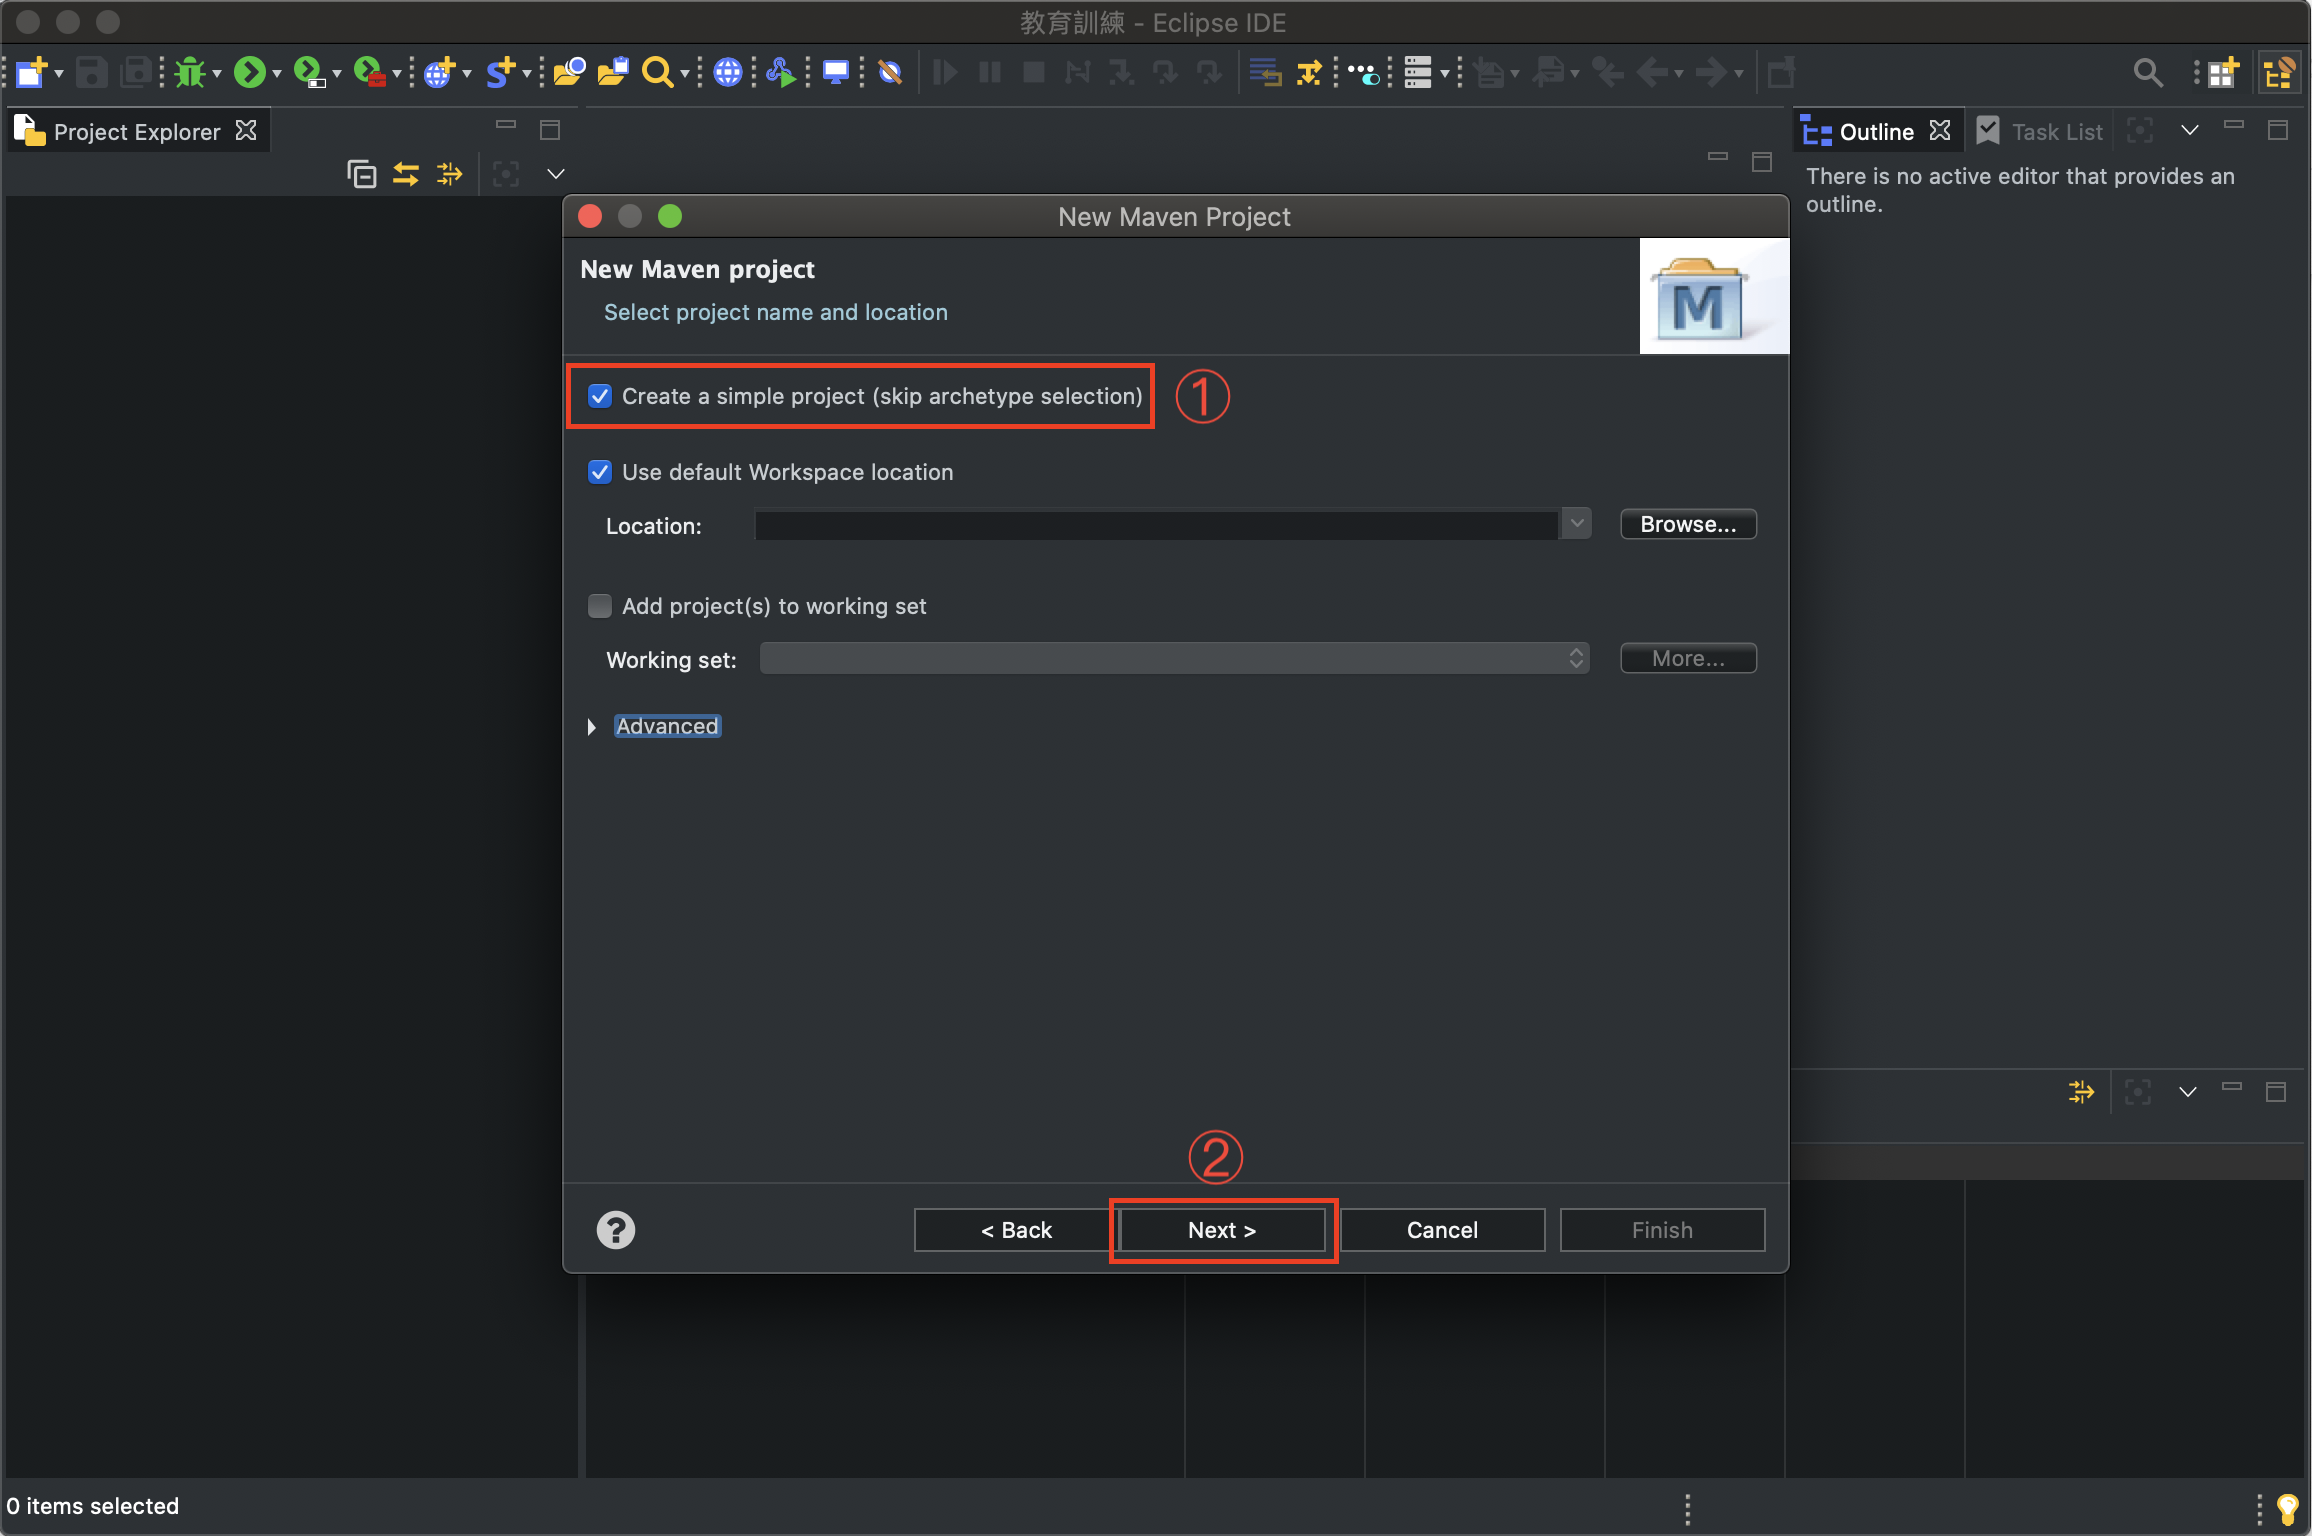 教育訓練 - Eclipse IDE
Project Explorer
Outline
Task List
There is no active editor that provides an
outline.
New Maven Project
New Maven project
Select project name and location
M
Create a simple project (skip archetype selection)
①
Use default Workspace location
Location:
Browse...
Add project(s) to working set
Working set:
More...
Advanced
②
?
< Back
Next >
Cancel
Finish
0 items selected